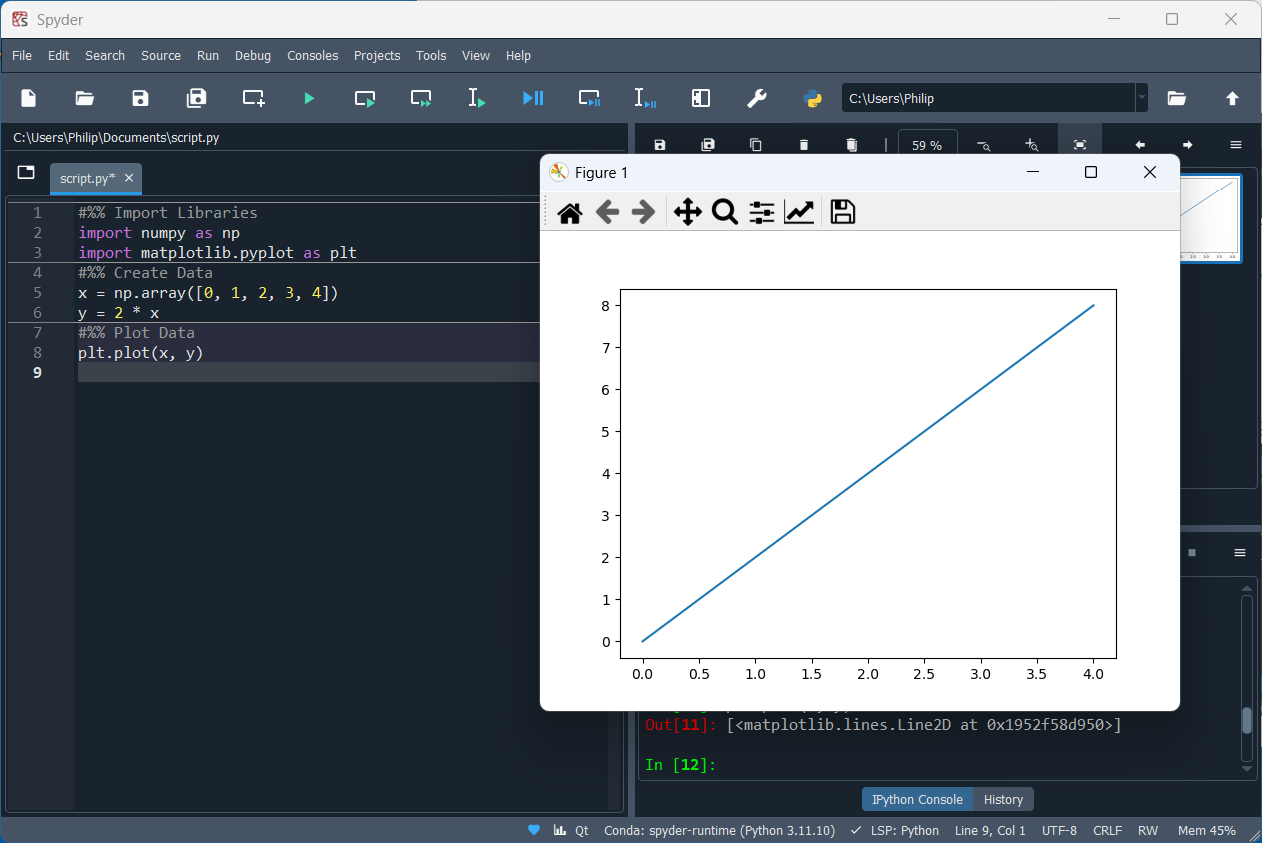 Spyder
File Edit Search Source Run Debug Consoles Projects Tools View Help
C:\Users\Philip
C:\Users\Philip\Documents\script.py
59 %
script.py*
1 #%% Import Libraries
2 import numpy as np
3 import matplotlib.pyplot as plt
4 #%% Create Data
5 x = np.array([0, 1, 2, 3, 4])
6 y = 2 * x
7 #%% Plot Data
8 plt.plot(x, y)
9
Figure 1
8
7
6
5
4
3
2
1
0
0.0 0.5 1.0 1.5 2.0 2.5 3.0 3.5 4.0
Out[11]: [<matplotlib.lines.Line2D at 0x1952f58d950>]
In [12]:
IPython Console History
Qt Conda: spyder-runtime (Python 3.11.10) LSP: Python Line 9, Col 1 UTF-8 CRLF RW Mem 45%